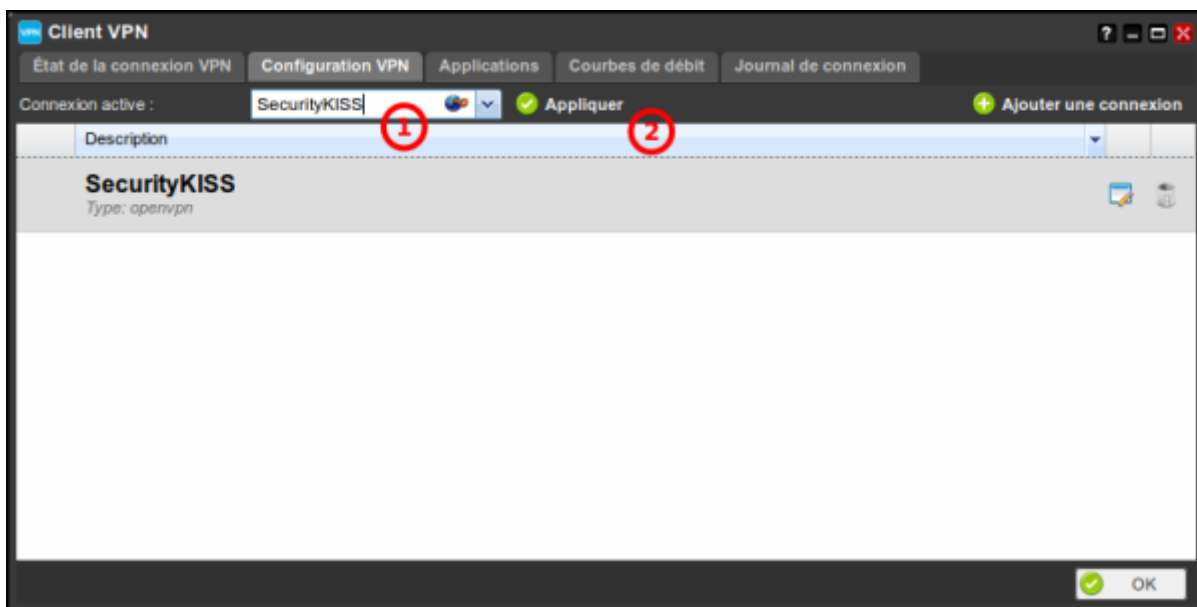 VPN Client VPN ?
État de la connexion VPN Configuration VPN Applications Courbes de débit Journal de connexion
Connexion active : SecurityKISS Appliquer Ajouter une connexion
1 2
Description
SecurityKISS
Type: openvpn
OK